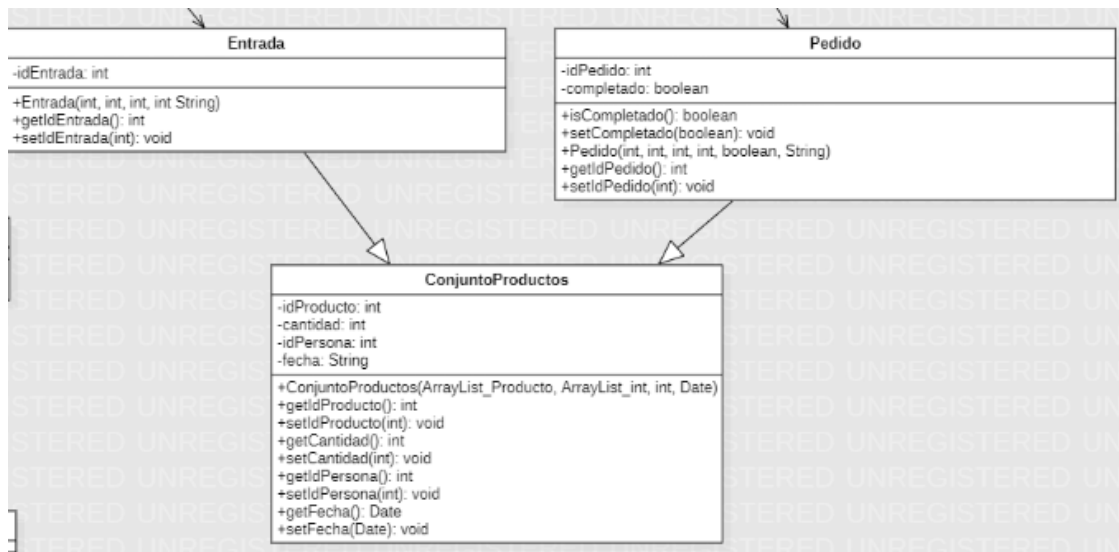 Entrada
-idEntrada: int
+Entrada(int, int, int, int String)
+getIdEntrada(): int
+setIdEntrada(int): void
Pedido
-idPedido: int
-completado: boolean
+isCompletado(): boolean
+setCompletado(boolean): void
+Pedido(int, int, int, int, boolean, String)
+getIdPedido(): int
+setIdPedido(int): void
ConjuntoProductos
-idProducto: int
-cantidad: int
-idPersona: int
-fecha: String
+ConjuntoProductos(ArrayList_Producto, ArrayList_int, int, Date)
+getIdProducto(): int
+setIdProducto(int): void
+getCantidad(): int
+setCantidad(int): void
+getIdPersona(): int
+setIdPersona(int): void
+getFecha(): Date
+setFecha(Date): void
UNREGISTERED